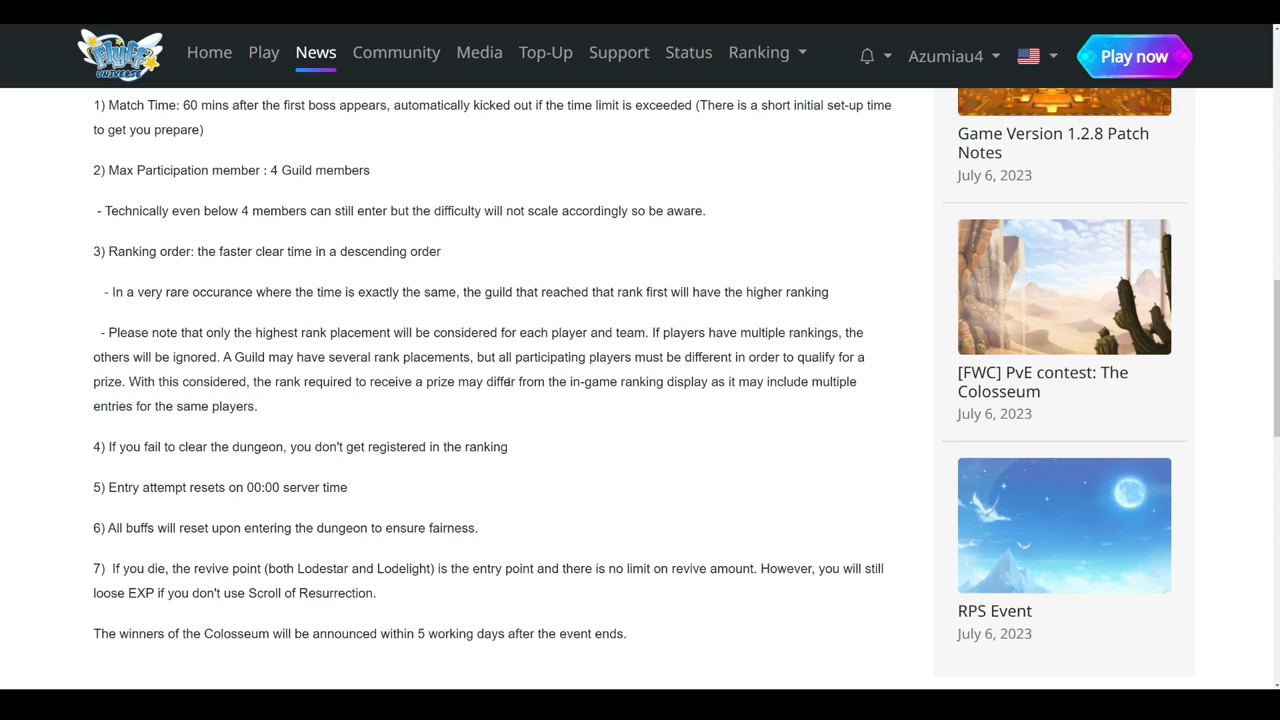 Flyff
UNIVERSE
Home
Play
News
Community
Media
Top-Up
Support
Status
Ranking
Azumiau4
Play now
1) Match Time: 60 mins after the first boss appears, automatically kicked out if the time limit is exceeded (There is a short initial set-up time
to get you prepare)
2) Max Participation member : 4 Guild members
- Technically even below 4 members can still enter but the difficulty will not scale accordingly so be aware.
3) Ranking order: the faster clear time in a descending order
- In a very rare occurance where the time is exactly the same, the guild that reached that rank first will have the higher ranking
- Please note that only the highest rank placement will be considered for each player and team. If players have multiple rankings, the
others will be ignored. A Guild may have several rank placements, but all participating players must be different in order to qualify for a
prize. With this considered, the rank required to receive a prize may differ from the in-game ranking display as it may include multiple
entries for the same players.
4) If you fail to clear the dungeon, you don't get registered in the ranking
5) Entry attempt resets on 00:00 server time
6) All buffs will reset upon entering the dungeon to ensure fairness.
7) If you die, the revive point (both Lodestar and Lodelight) is the entry point and there is no limit on revive amount. However, you will still
loose EXP if you don't use Scroll of Resurrection.
The winners of the Colosseum will be announced within 5 working days after the event ends.
Game Version 1.2.8 Patch
Notes
July 6, 2023
[FWC] PvE contest: The
Colosseum
July 6, 2023
RPS Event
July 6, 2023